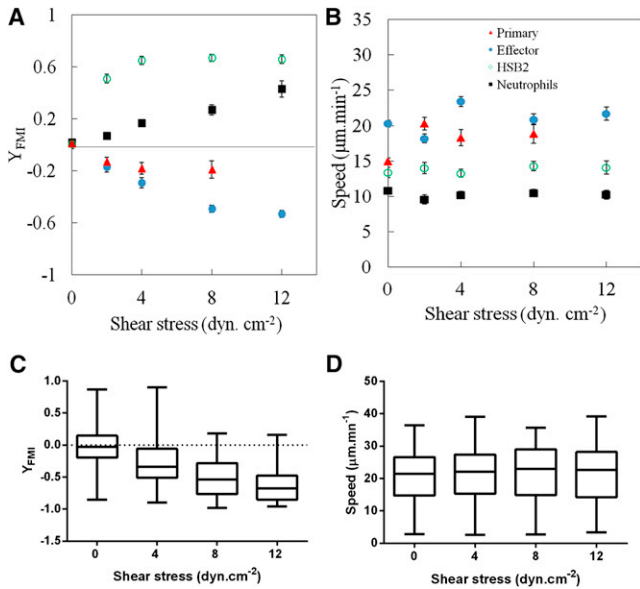 A
1
0.6
0.2
-0.2
-0.6
-1
Y_FMI
0 4 8 12
Shear stress (dyn. cm⁻²)
B
35
30
25
20
15
10
5
0
Speed (µm.min⁻¹)
Primary
Effector
HSB2
Neutrophils
0 4 8 12
Shear stress (dyn. cm⁻²)
C
1.0
0.5
0.0
-0.5
-1.0
-1.5
Y_FMI
0 4 8 12
Shear stress (dyn.cm⁻²)
D
50
40
30
20
10
0
Speed (µm.mn⁻¹)
0 4 8 12
Shear stress (dyn.cm⁻²)